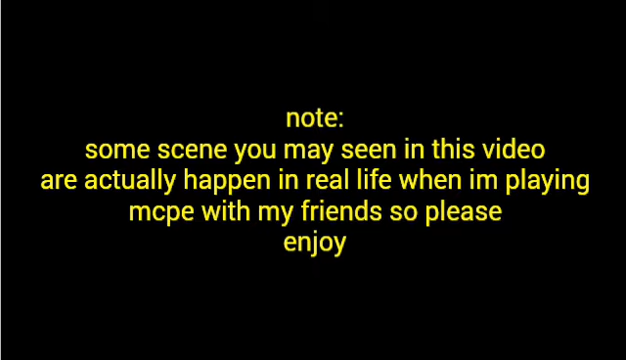 note:
some scene you may seen in this video
are actually happen in real life when im playing
mcpe with my friends so please
enjoy